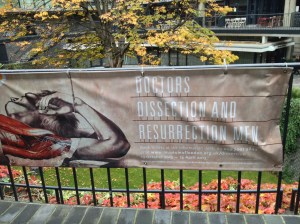 DOCTORS
DISSECTION AND
RESURRECTION MEN